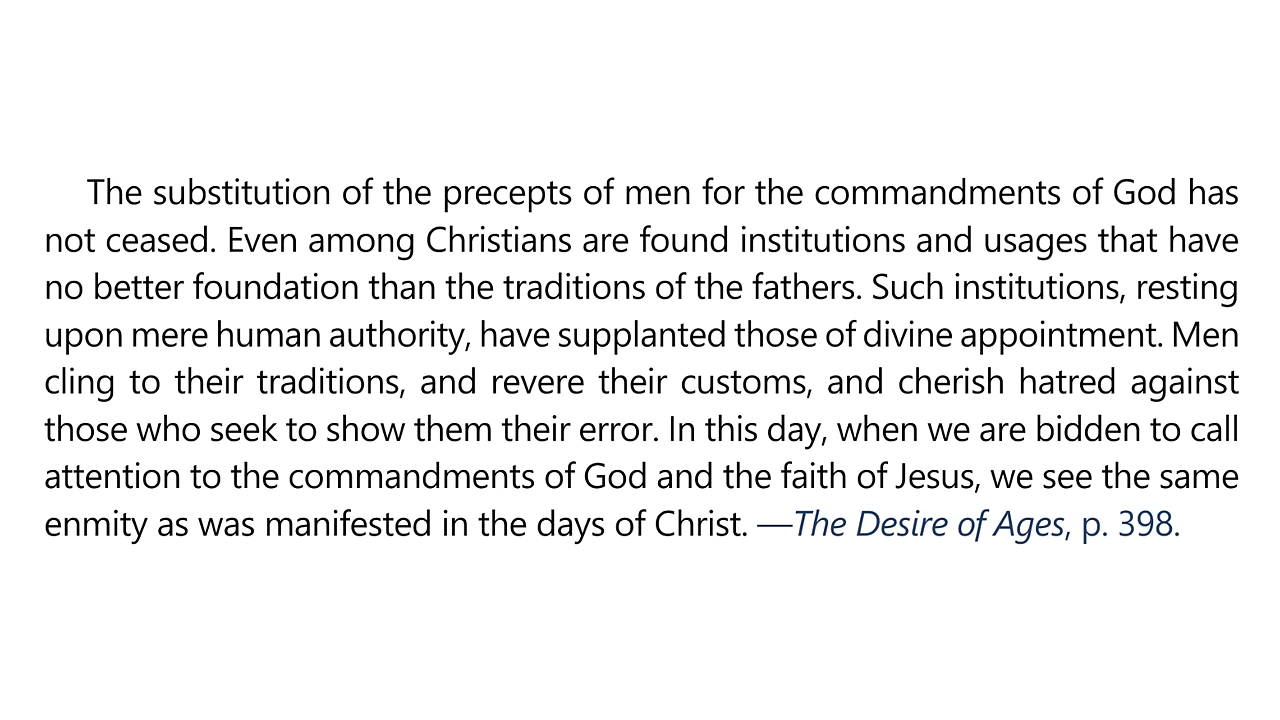 The substitution of the precepts of men for the commandments of God has
not ceased. Even among Christians are found institutions and usages that have
no better foundation than the traditions of the fathers. Such institutions, resting
upon mere human authority, have supplanted those of divine appointment. Men
cling to their traditions, and revere their customs, and cherish hatred against
those who seek to show them their error. In this day, when we are bidden to call
attention to the commandments of God and the faith of Jesus, we see the same
enmity as was manifested in the days of Christ. —The Desire of Ages, p. 398.